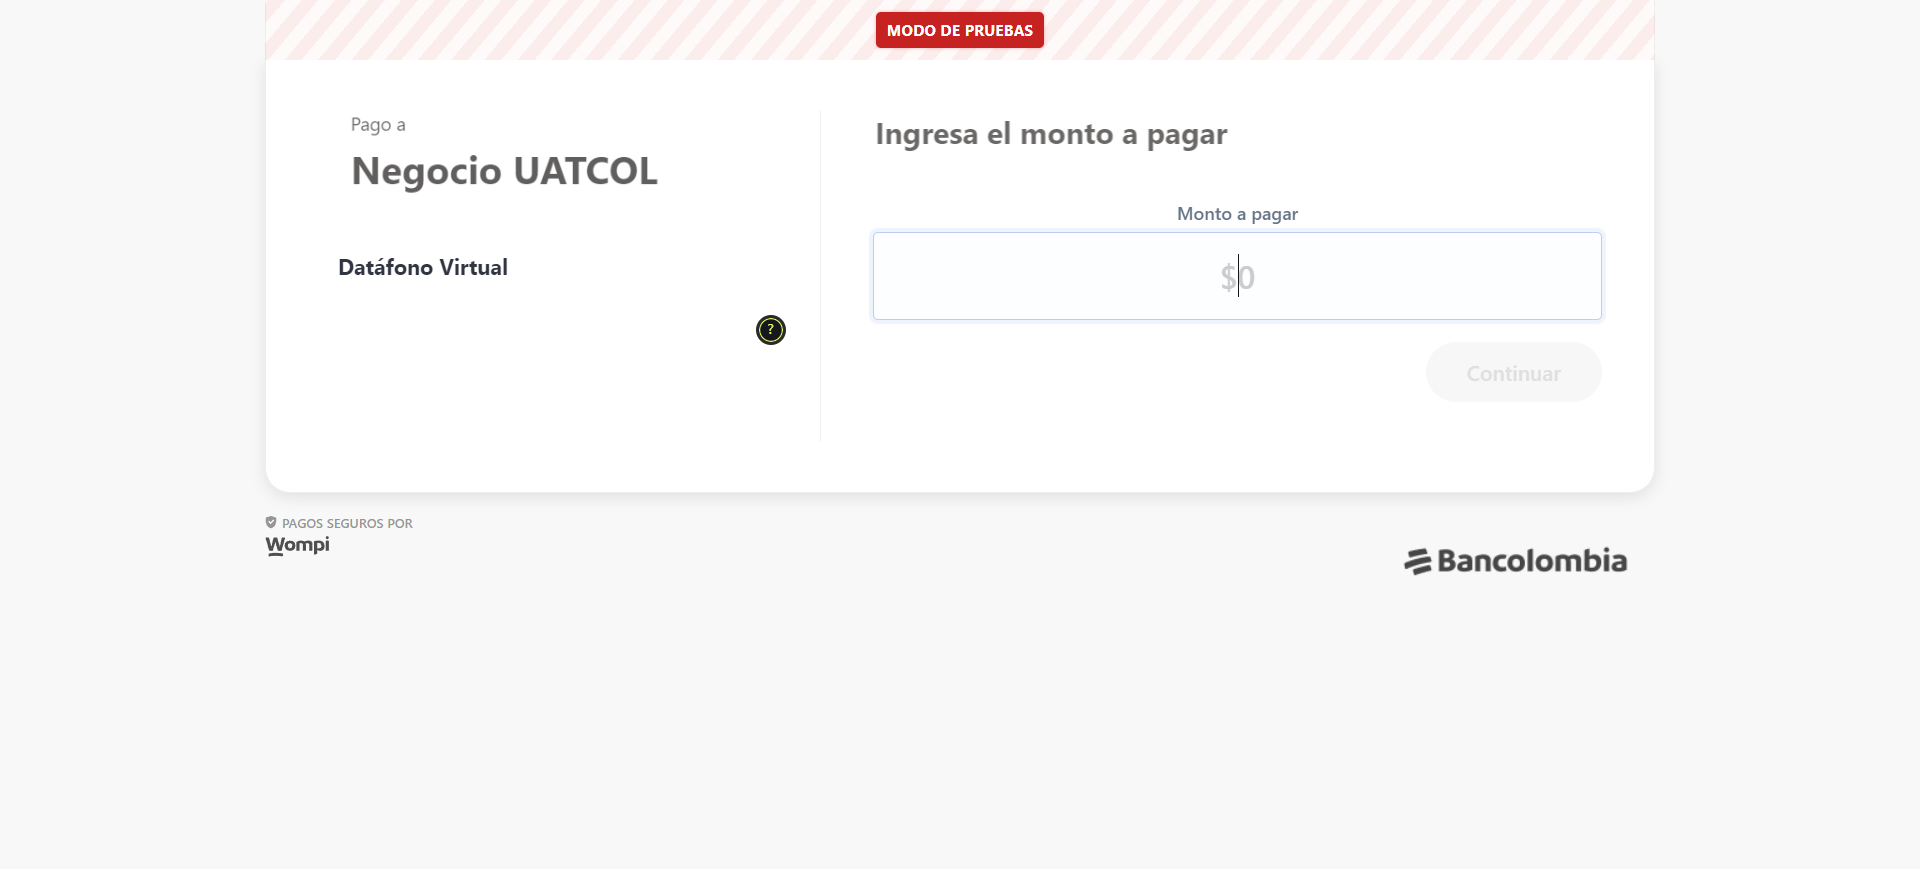 MODO DE PRUEBAS
Pago a
Negocio UATCOL
Datáfono Virtual
?
Ingresa el monto a pagar
Monto a pagar
$0
Continuar
PAGOS SEGUROS POR
Wompi
Bancolombia